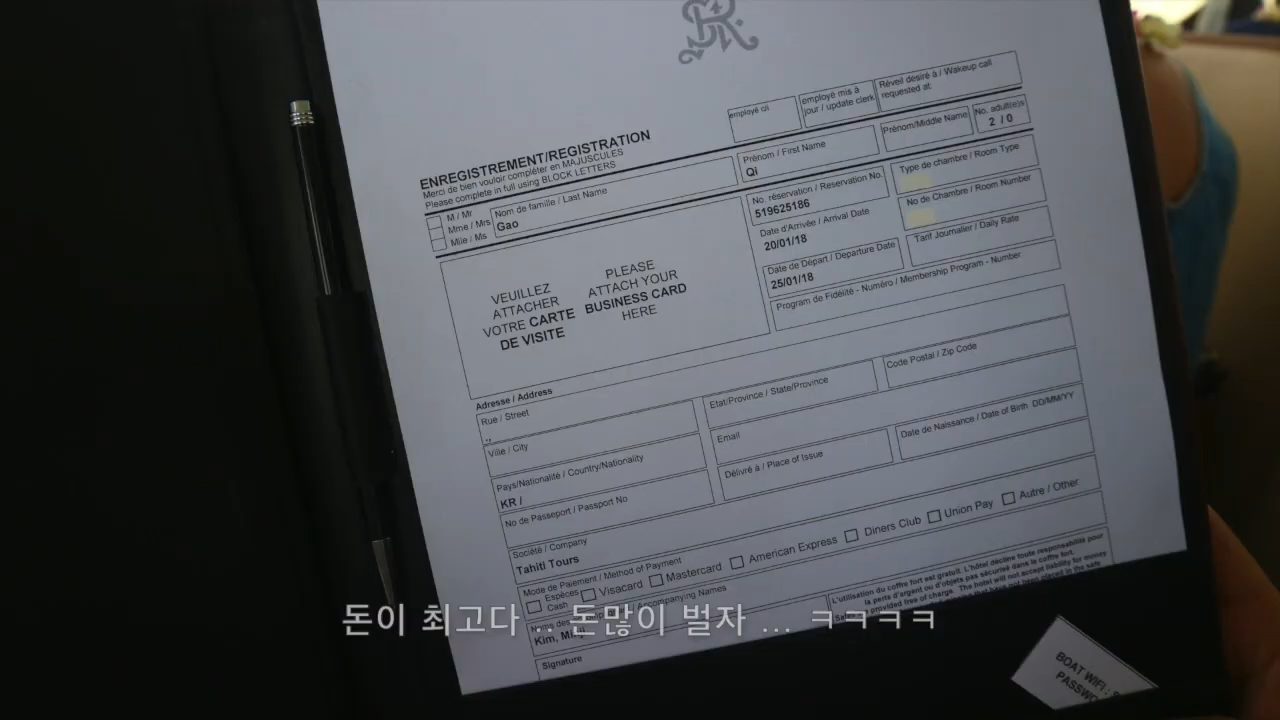 employé ci/
employé mis à
jour / update clerk
Réveil désiré à / Wakeup call
requested at:
ENREGISTREMENT/REGISTRATION
Merci de bien vouloir compléter en MAJUSCULES
Please complete in full using BLOCK LETTERS
M / Mr
Mme / Mrs
Mlle / Ms
Nom de famille / Last Name
Gao
Prénom / First Name
Qi
Prénom/Middle Name
No. adulte/s
2 / 0
No. réservation / Reservation No.
519625186
Type de chambre / Room Type
Date d'Arrivée / Arrival Date
20/01/18
No de Chambre / Room Number
Date de Départ / Departure Date
25/01/18
Tarif Journalier / Daily Rate
Programme de Fidélité - Numéro / Membership Program - Number
VEUILLEZ
ATTACHER
VOTRE CARTE
DE VISITE
PLEASE
ATTACH YOUR
BUSINESS CARD
HERE
Adresse / Address
Rue / Street
.,
Etat/Province / State/Province
Code Postal / Zip Code
Ville / City
Email
Pays/Nationalité / Country/Nationality
KR /
Délivré à / Place of Issue
Date de Naissance / Date of Birth DD/MM/YY
No de Passeport / Passport No
Société / Company
Tahiti Tours
Mode de Paiement / Method of Payment
Espèces
Cash
Visacard
Mastercard
American Express
Diners Club
Union Pay
Autre / Other
Accompanying Names
Kim,
Signature
L'utilisation du coffre fort est gratuit. L'hôtel décline toute responsabilité pour
la perte d'argent ou d'objets pas sécurisés dans le coffre fort.
provided free of charge. The hotel will not accept liability for money
돈이 최고다 .. 돈많이 벌자 ... ㅋㅋㅋㅋ
BOAT WIFI :